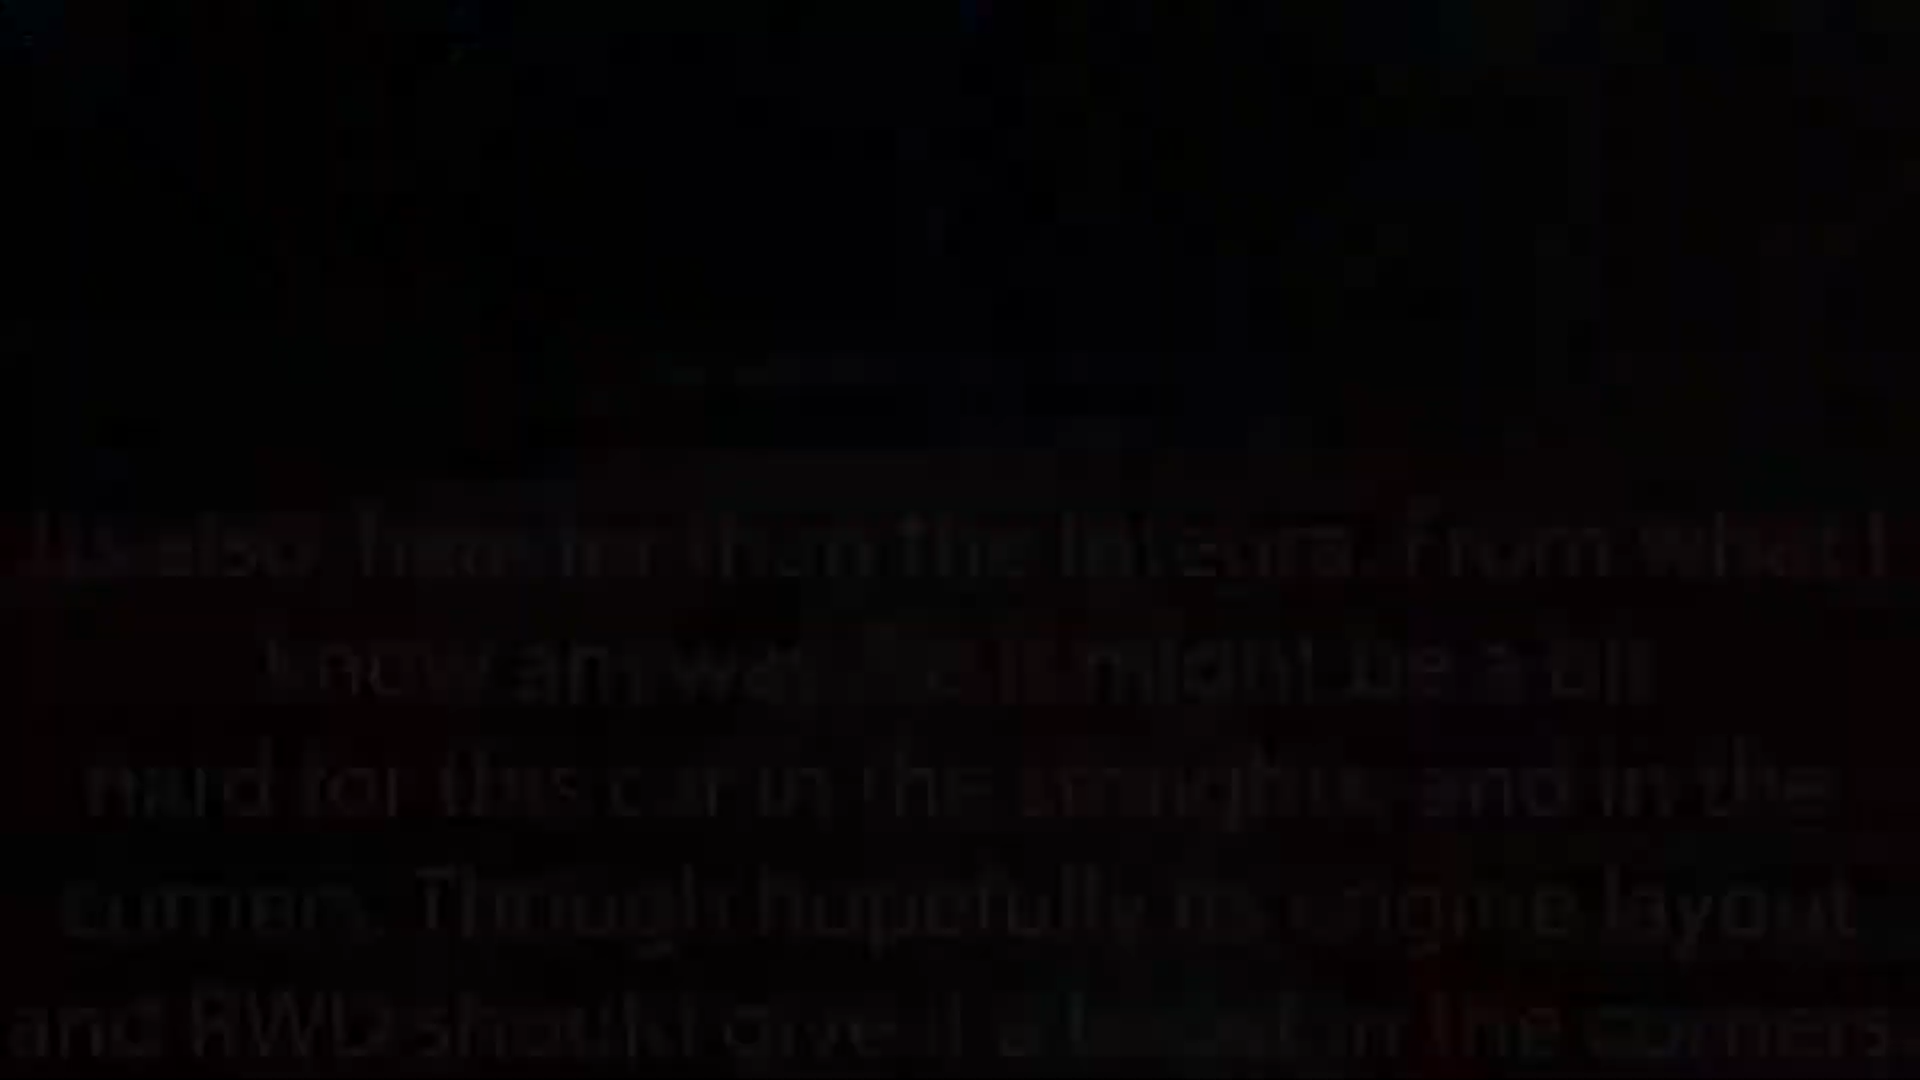 Its also heavier than the Integra. From what I
know anyway. So it might be a bit
hard for this car in the straights, and in the
corners. Though hopefully its engine layout
and RWD should give it a boost in the corners.